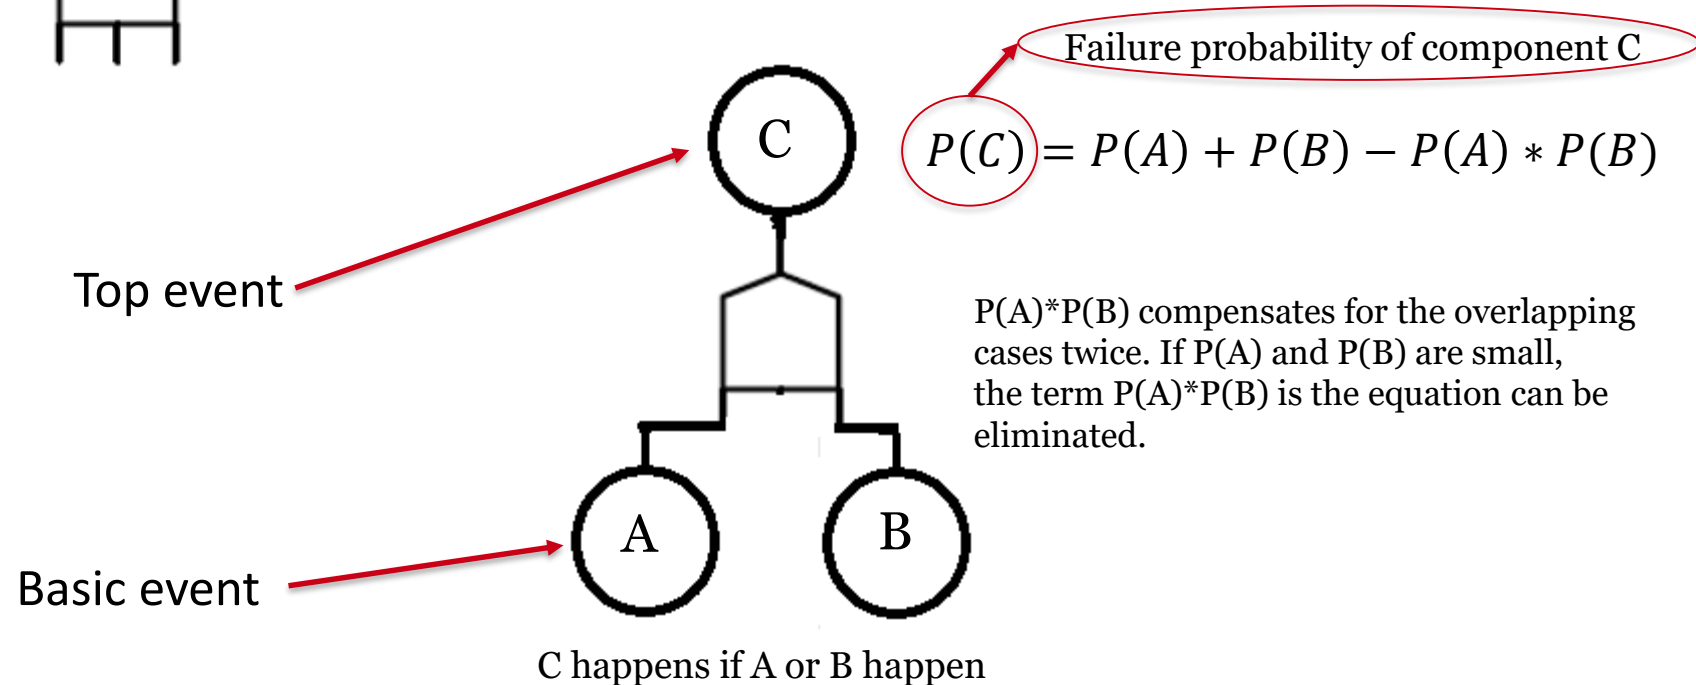 Failure probability of component C
C
P(C) = P(A) + P(B) − P(A) ∗ P(B)
Top event
P(A)*P(B) compensates for the overlapping
cases twice. If P(A) and P(B) are small,
the term P(A)*P(B) is the equation can be
eliminated.
A
B
Basic event
C happens if A or B happen